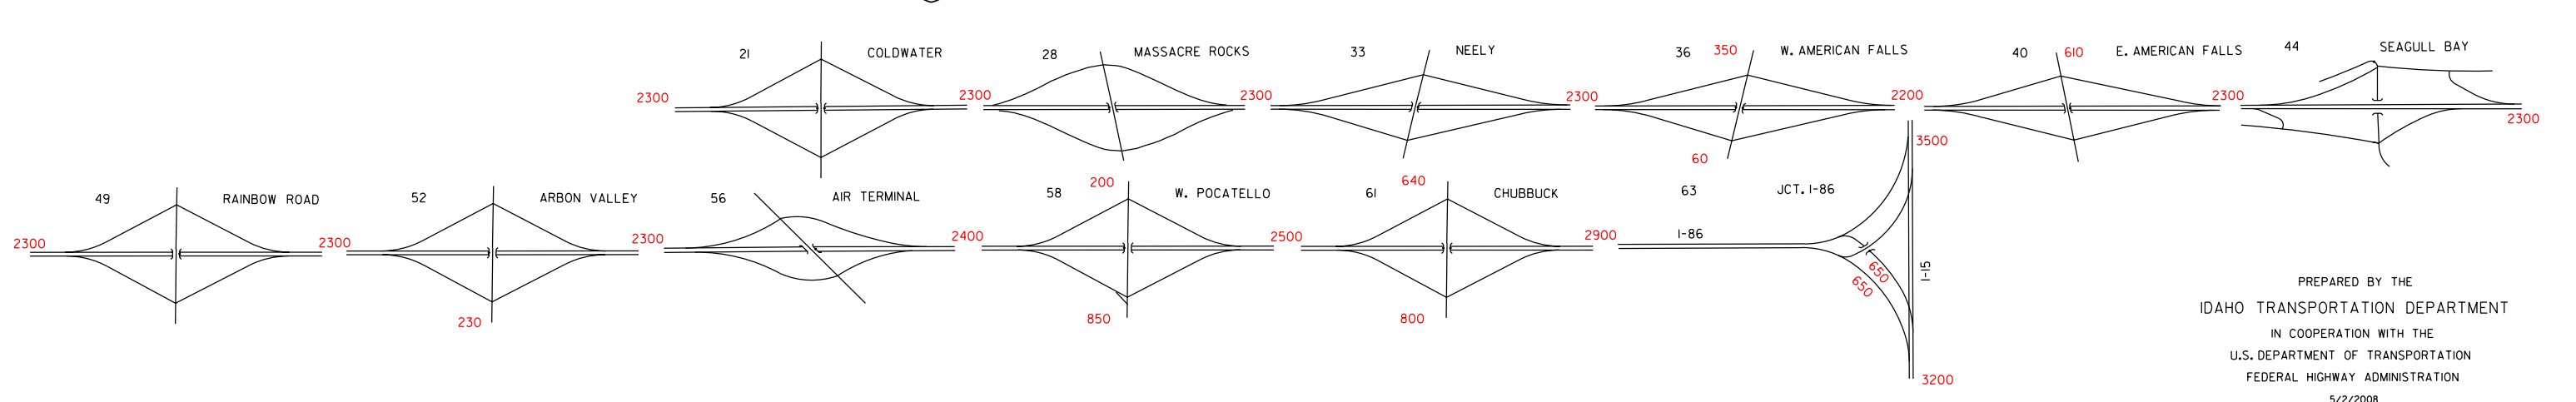 21 COLDWATER 28 MASSACRE ROCKS 33 NEELY 36 350 W. AMERICAN FALLS 40 610 E. AMERICAN FALLS 44 SEAGULL BAY
2300 2300 2300 2300 2200 2300 2300
3500
60
49 RAINBOW ROAD 52 ARBON VALLEY 56 AIR TERMINAL 58 200 W. POCATELLO 61 640 CHUBBUCK 63 JCT. I-86
2300 2300 2300 2400 2500 2900 I-86
650 650 I-15
230 850 800
3200
PREPARED BY THE
IDAHO TRANSPORTATION DEPARTMENT
IN COOPERATION WITH THE
U.S. DEPARTMENT OF TRANSPORTATION
FEDERAL HIGHWAY ADMINISTRATION
5/2/2008